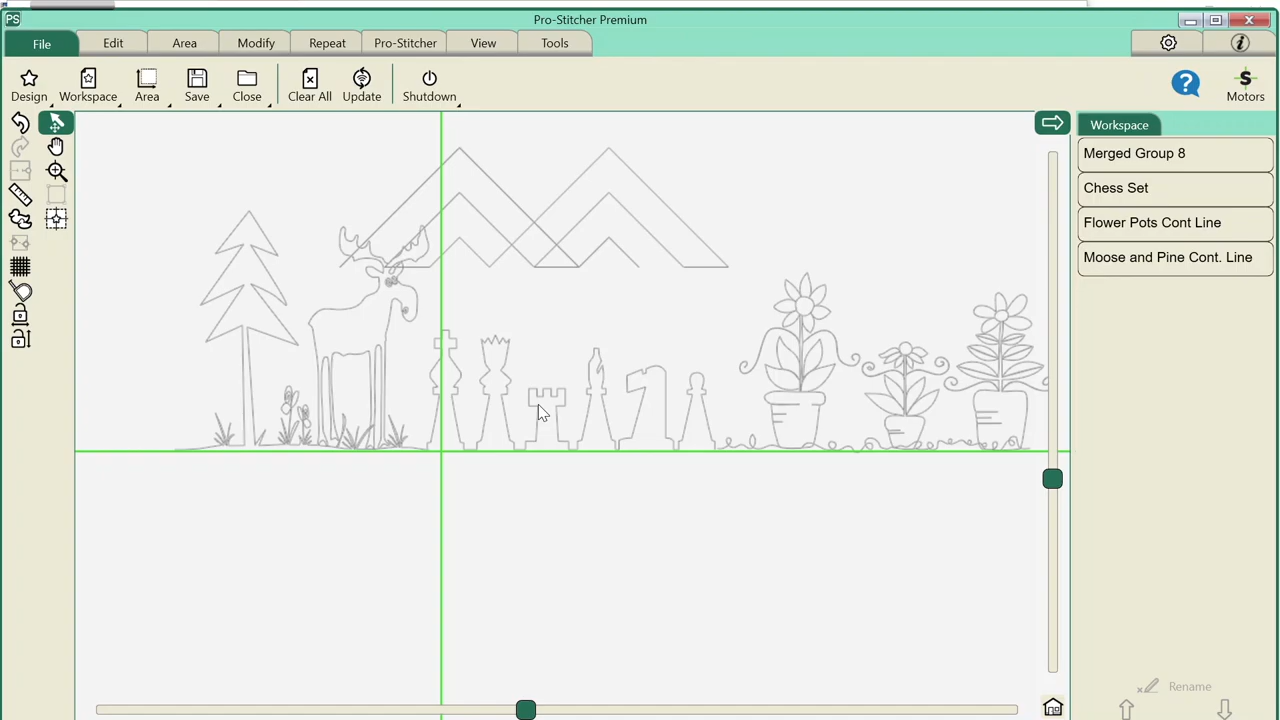 PS
Pro-Stitcher Premium
File Edit Area Modify Repeat Pro-Stitcher View Tools
Design Workspace Area Save Close Clear All Update Shutdown Motors
Workspace
Merged Group 8
Chess Set
Flower Pots Cont Line
Moose and Pine Cont. Line
Rename